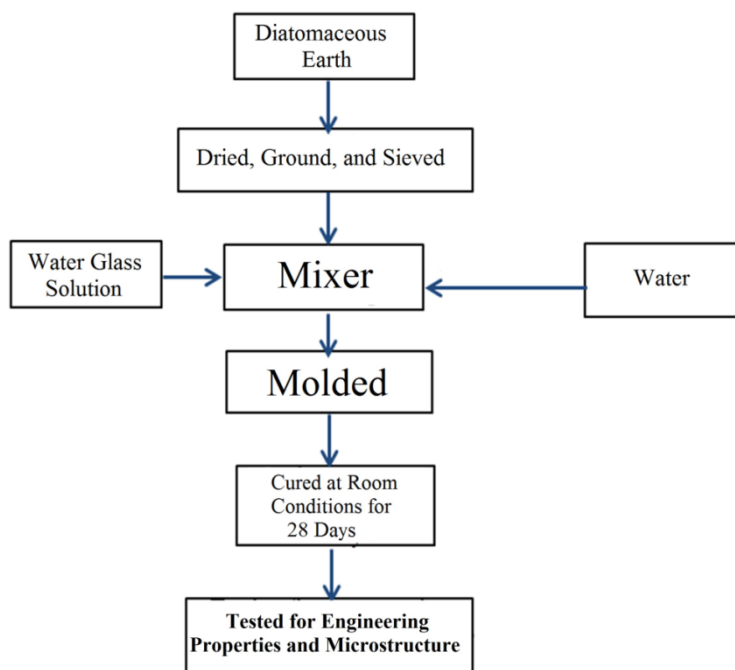 Diatomaceous
Earth
Dried, Ground, and Sieved
Water Glass
Solution
Mixer
Water
Molded
Cured at Room
Conditions for
28 Days
Tested for Engineering
Properties and Microstructure